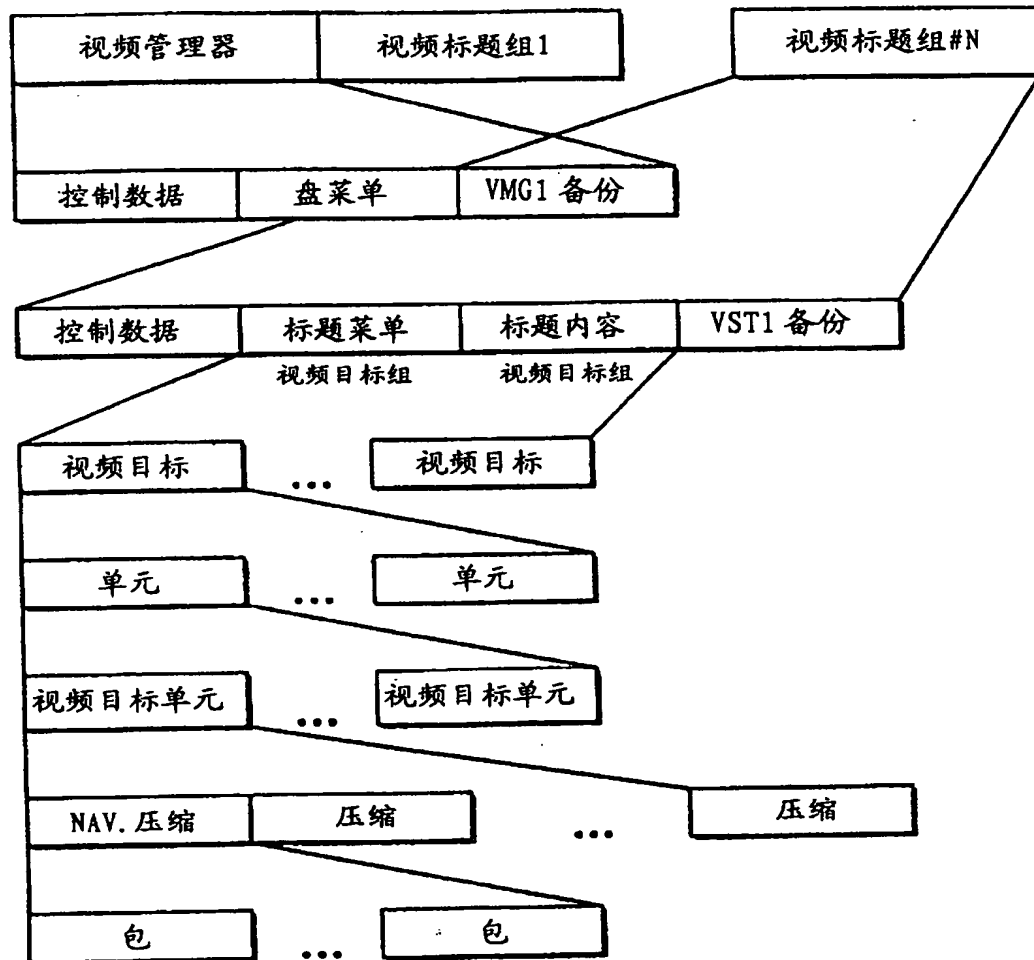 视频管理器 视频标题组1 视频标题组#N
控制数据 盘菜单 VMG1 备份
控制数据 标题菜单 标题内容 VST1 备份
视频目标组 视频目标组
视频目标 ... 视频目标
单元 ... 单元
视频目标单元 ... 视频目标单元
NAV.压缩 压缩 ... 压缩
包 ... 包